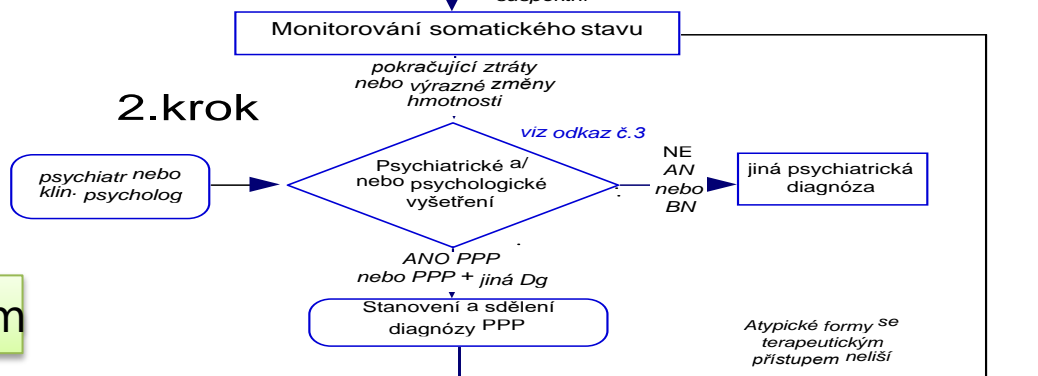 Monitorování somatického stavu
pokračující ztráty
nebo výrazné změny
hmotnosti
2.krok
viz odkaz č.3
psychiatr nebo
klin. psycholog
Psychiatrické a/
nebo psychologické
vyšetření
NE
AN
nebo
BN
jiná psychiatrická
diagnóza
ANO PPP
nebo PPP + jiná Dg
Stanovení a sdělení
diagnózy PPP
Atypické formy se
terapeutickým
přístupem neliší